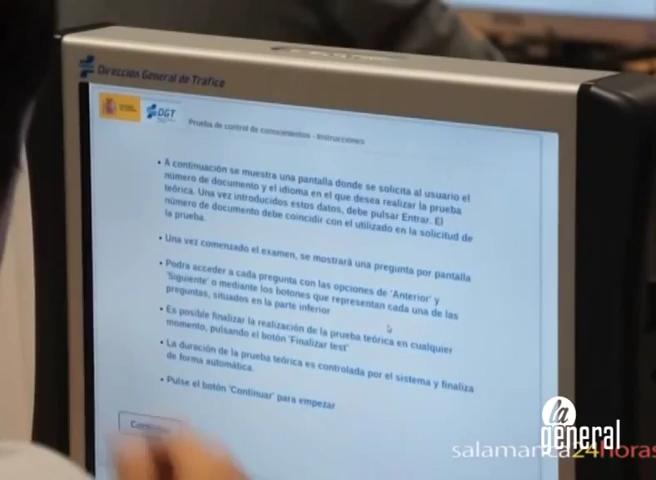 Dirección General de Tráfico
DGT
Prueba de control de conocimientos - Instrucciones
• A continuación se muestra una pantalla donde se solicita al usuario el
número de documento y el idioma en el que desea realizar la prueba
teórica. Una vez introducidos estos datos, debe pulsar Entrar. El
número de documento debe coincidir con el utilizado en la solicitud de
la prueba.
• Una vez comenzado el examen, se mostrará una pregunta por pantalla
• Podra acceder a cada pregunta con las opciones de 'Anterior' y
'Siguiente' o mediante los botones que representan cada una de las
preguntas, situados en la parte inferior
• Es posible finalizar la realización de la prueba teórica en cualquier
momento, pulsando el botón 'Finalizar test'
• La duración de la prueba teórica es controlada por el sistema y finaliza
de forma automática.
• Pulse el botón 'Continuar' para empezar
la
general
salamanca24horas